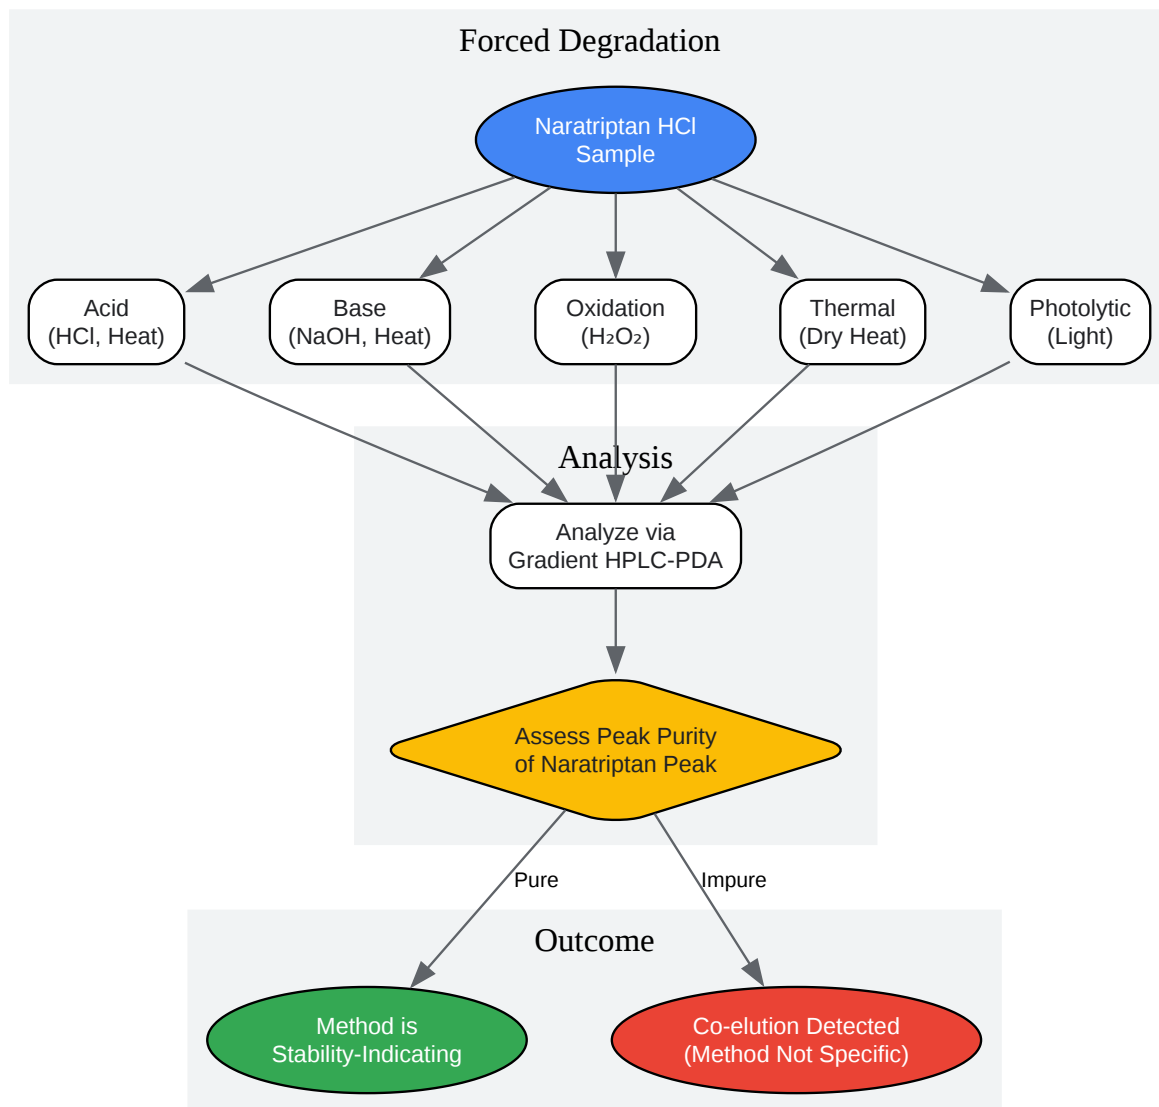 Forced Degradation
Naratriptan HCl
Sample
Acid
(HCl, Heat)
Base
(NaOH, Heat)
Oxidation
(H₂O₂)
Thermal
(Dry Heat)
Photolytic
(Light)
Analysis
Analyze via
Gradient HPLC-PDA
Assess Peak Purity
of Naratriptan Peak
Pure
Impure
Outcome
Method is
Stability-Indicating
Co-elution Detected
(Method Not Specific)